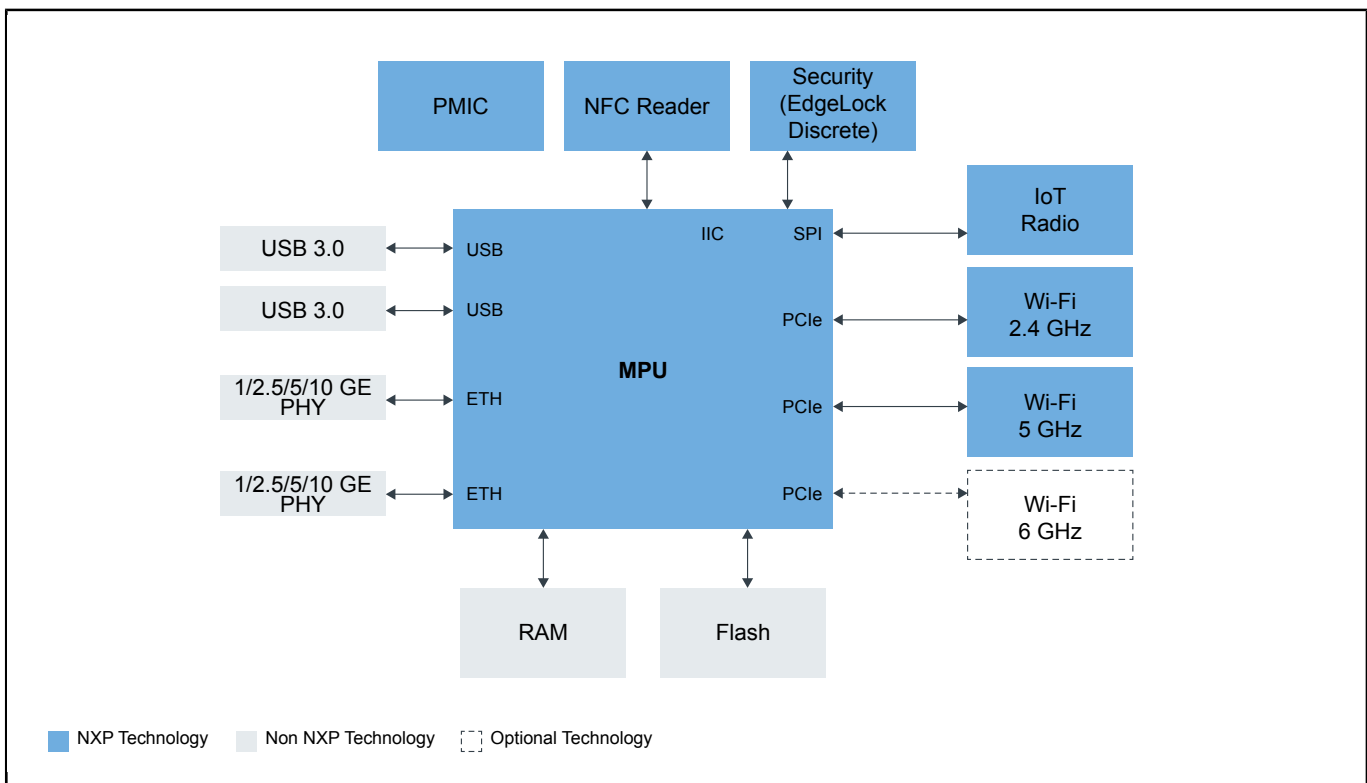 PMIC
NFC Reader
Security
(EdgeLock
Discrete)
IoT
Radio
IIC
SPI
USB 3.0
USB
USB 3.0
USB
PCIe
Wi-Fi
2.4 GHz
MPU
1/2.5/5/10 GE
PHY
ETH
PCIe
Wi-Fi
5 GHz
1/2.5/5/10 GE
PHY
ETH
PCIe
Wi-Fi
6 GHz
RAM
Flash
NXP Technology
Non NXP Technology
Optional Technology